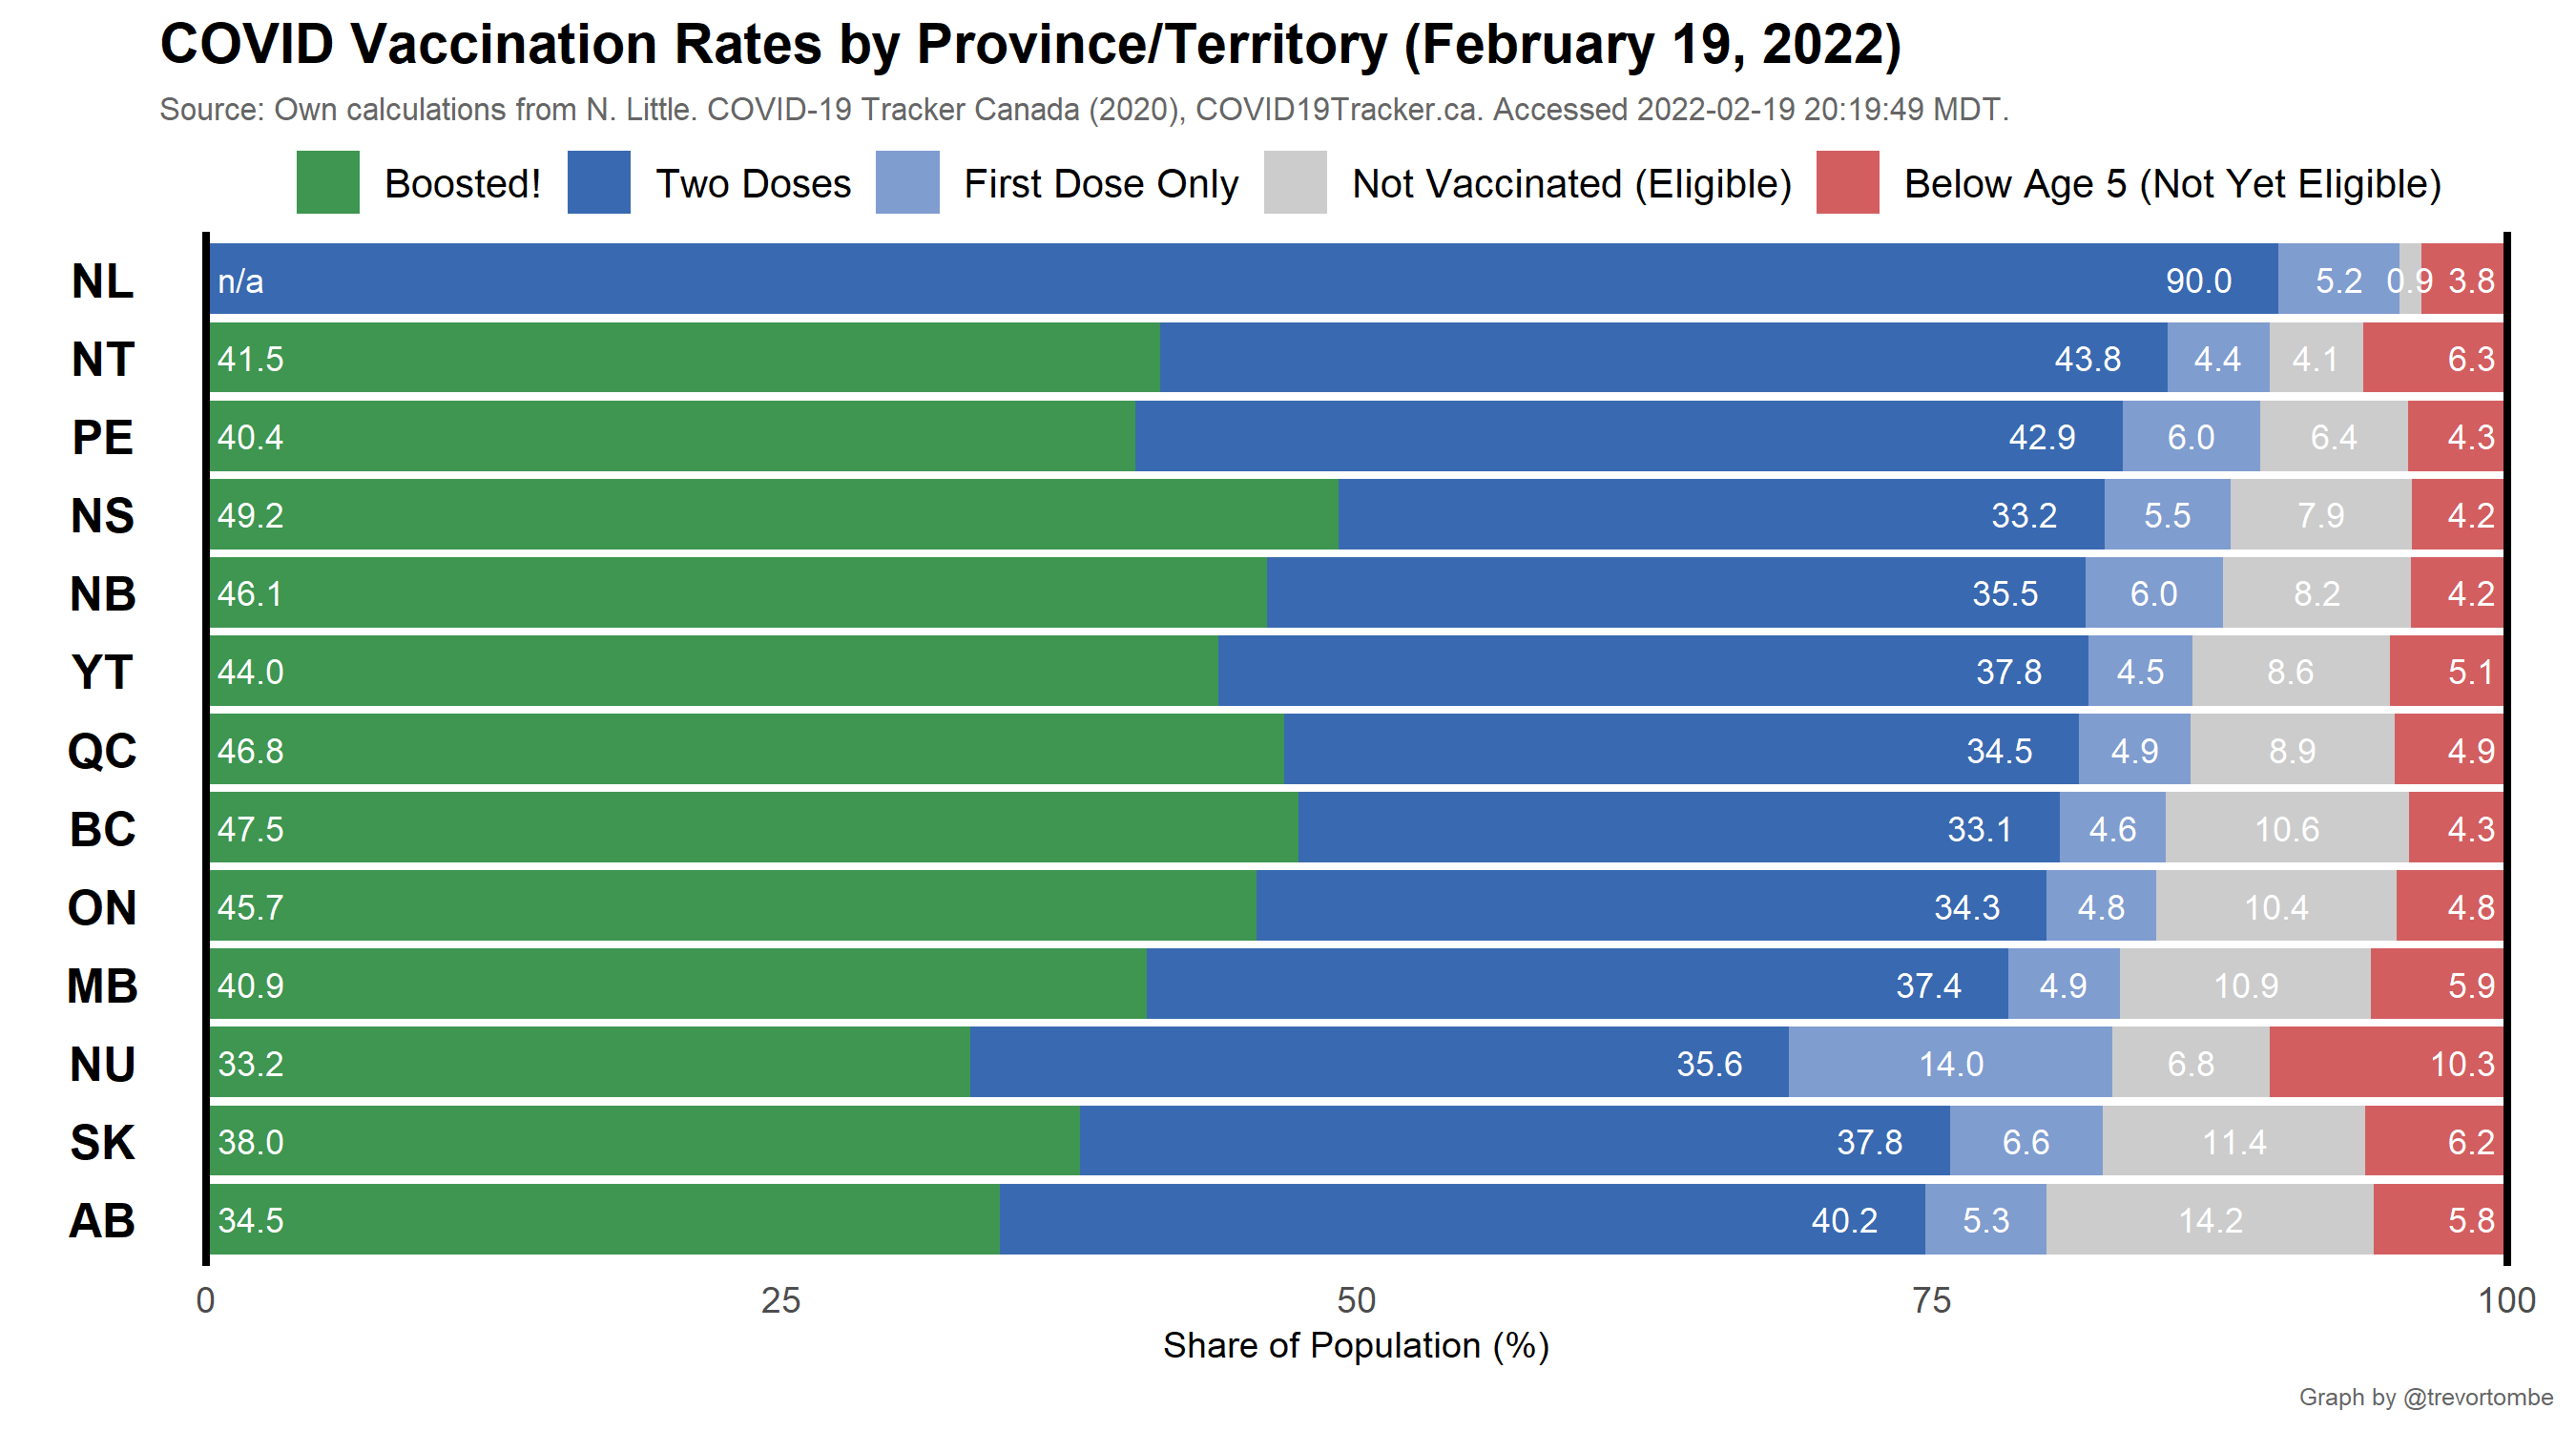 COVID Vaccination Rates by Province/Territory (February 19, 2022)
Source: Own calculations from N. Little. COVID-19 Tracker Canada (2020), COVID19Tracker.ca. Accessed 2022-02-19 20:19:49 MDT.
Boosted! Two Doses First Dose Only Not Vaccinated (Eligible) Below Age 5 (Not Yet Eligible)
NL n/a 90.0 5.2 0.9 3.8
NT 41.5 43.8 4.4 4.1 6.3
PE 40.4 42.9 6.0 6.4 4.3
NS 49.2 33.2 5.5 7.9 4.2
NB 46.1 35.5 6.0 8.2 4.2
YT 44.0 37.8 4.5 8.6 5.1
QC 46.8 34.5 4.9 8.9 4.9
BC 47.5 33.1 4.6 10.6 4.3
ON 45.7 34.3 4.8 10.4 4.8
MB 40.9 37.4 4.9 10.9 5.9
NU 33.2 35.6 14.0 6.8 10.3
SK 38.0 37.8 6.6 11.4 6.2
AB 34.5 40.2 5.3 14.2 5.8
0 25 50 75 100
Share of Population (%)
Graph by @trevortombe